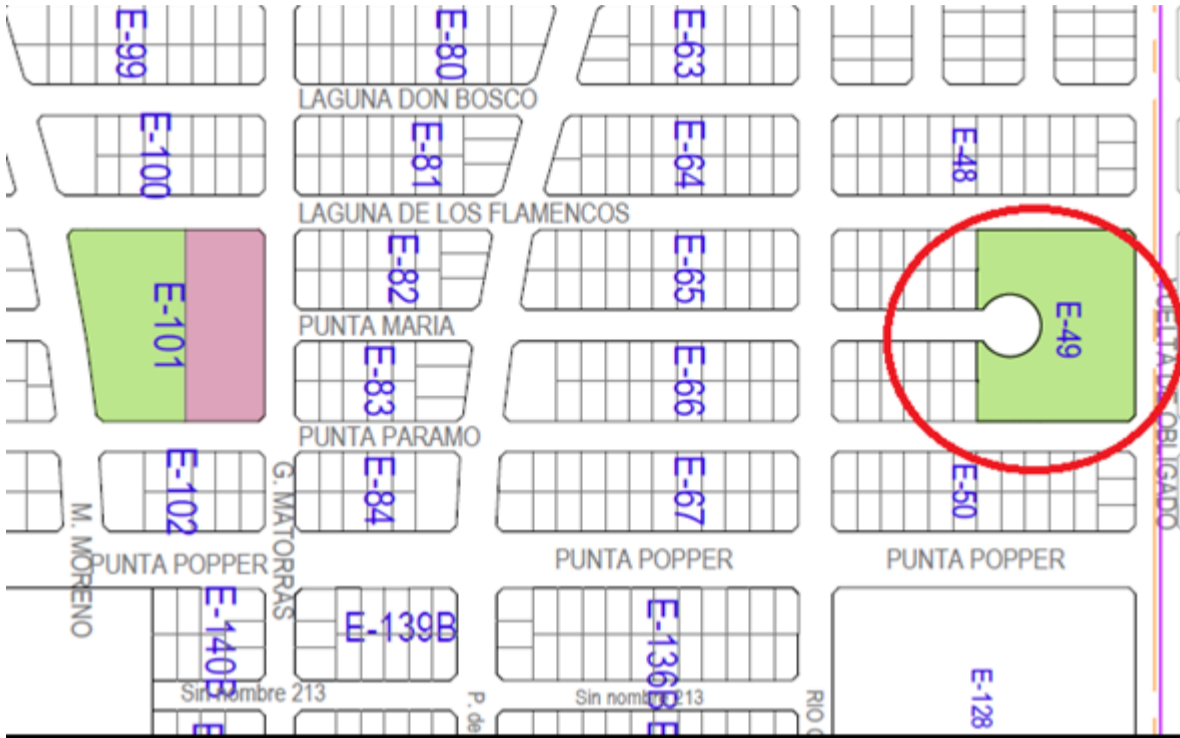 E-99
E-80
E-63
LAGUNA DON BOSCO
E-100
E-81
E-64
E-48
LAGUNA DE LOS FLAMENCOS
E-82
E-65
E-101
E-49
PUNTA MARIA
E-83
E-66
VUELTA DE OBLIGADO
PUNTA PARAMO
E-102
E-84
E-67
E-50
G. MATORRAS
M. MORENO
PUNTA POPPER
PUNTA POPPER
PUNTA POPPER
E-140B
E-139B
E-136B
E-128
Sin nombre 213
P. de
Sin nombre 213
RIO